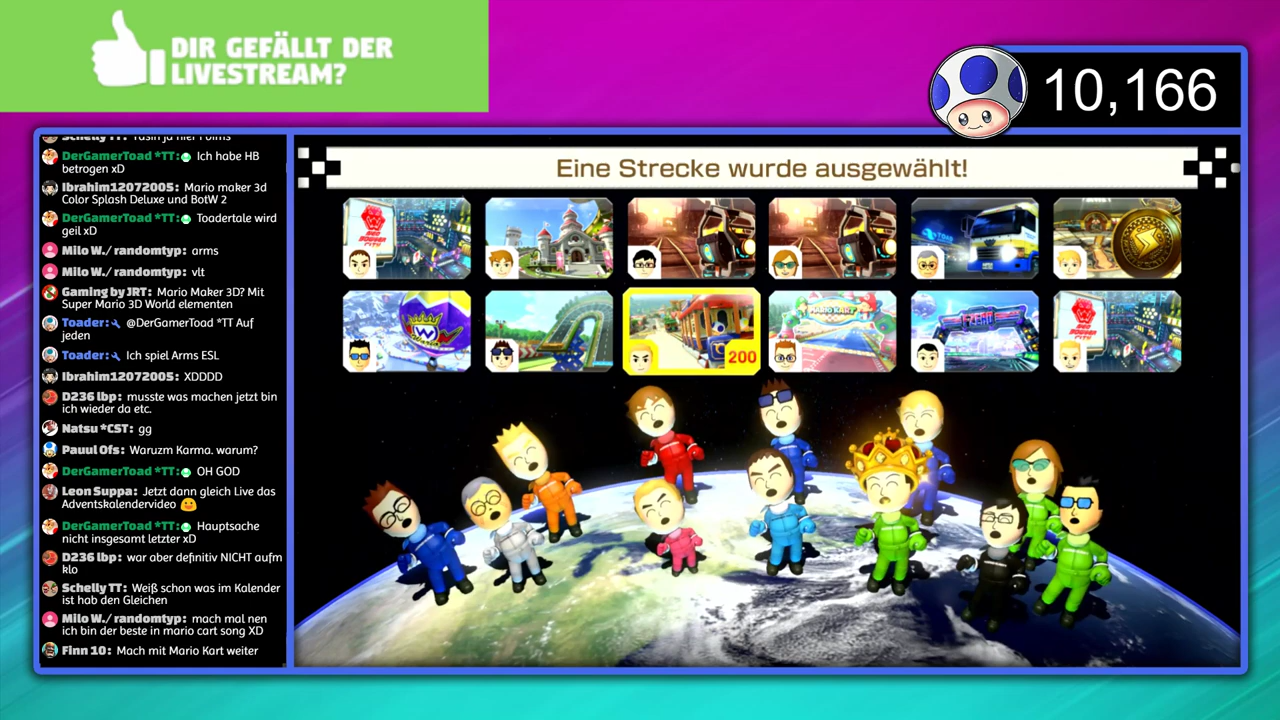 DIR GEFÄLLT DER
LIVESTREAM?
10,166
Schelly TT:
DerGamerToad *TT: Ich habe HB
betrogen xD
Ibrahim12072005: Mario maker 3d
Color Splash Deluxe und BotW 2
DerGamerToad *TT: Toadertale wird
geil xD
Milo W./ randomtyp: arms
Milo W./ randomtyp: vlt
Gaming by JRT: Mario Maker 3D? Mit
Super Mario 3D World elementen
Toader: @DerGamerToad *TT Auf
jeden
Toader: Ich spiel Arms ESL
Ibrahim12072005: XDDDD
D236 lbp: musste was machen jetzt bin
ich wieder da etc.
Natsu *CST: gg
Pauul Ofs: Waruzm Karma. warum?
DerGamerToad *TT: OH GOD
Leon Suppa: Jetzt dann gleich Live das
Adventskalendervideo
DerGamerToad *TT: Hauptsache
nicht insgesamt letzter xD
D236 lbp: war aber definitiv NICHT aufm
klo
Schelly TT: Weiß schon was im Kalender
ist hab den Gleichen
Milo W./ randomtyp: mach mal nen
ich bin der beste in mario cart song XD
Finn 10: Mach mit Mario Kart weiter
Eine Strecke wurde ausgewählt!
200